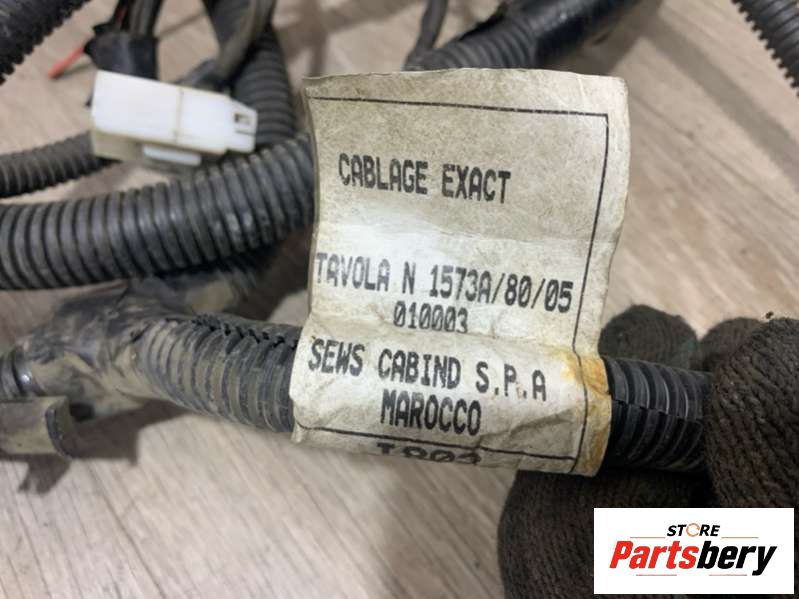 CABLAGE EXACT
TAVOLA N 1573A/80/05
010003
SEWS CABIND S.P.A
MAROCCO
STORE
Partsbery